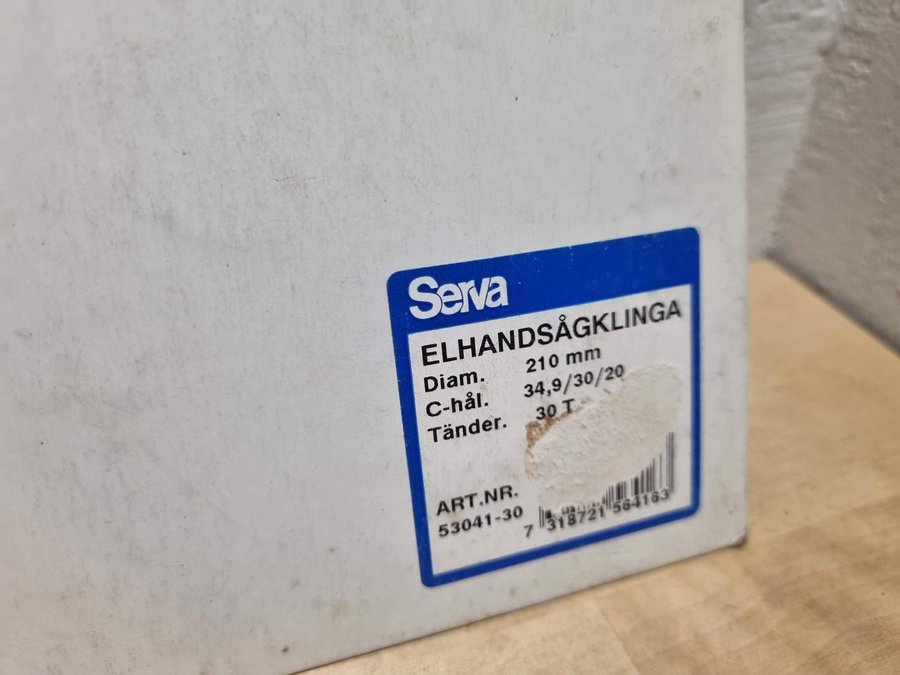 Serva
ELHANDSÅGKLINGA
Diam. 210 mm
C-hål. 34,9/30/20
Tänder. 30 T
ART.NR.
53041-30
7 318721 564163